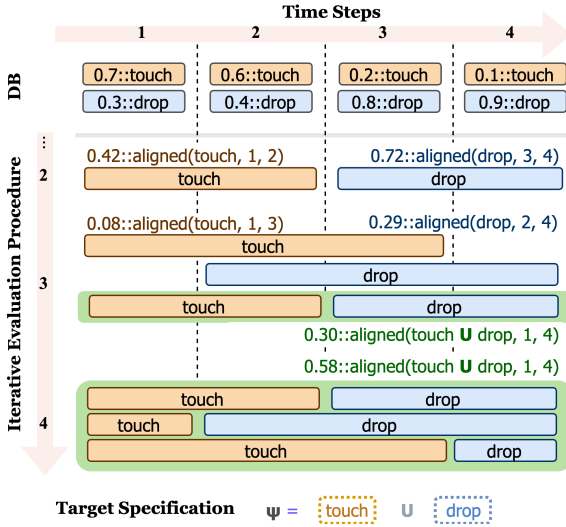 Time Steps
1 2 3 4
DB
0.7::touch 0.6::touch 0.2::touch 0.1::touch
0.3::drop 0.4::drop 0.8::drop 0.9::drop
Iterative Evaluation Procedure
⋮
0.42::aligned(touch, 1, 2) 0.72::aligned(drop, 3, 4)
2 touch drop
0.08::aligned(touch, 1, 3) 0.29::aligned(drop, 2, 4)
touch
3 drop
touch drop
0.30::aligned(touch U drop, 1, 4)
0.58::aligned(touch U drop, 1, 4)
touch drop
4 touch drop
touch drop
Target Specification ψ = touch U drop